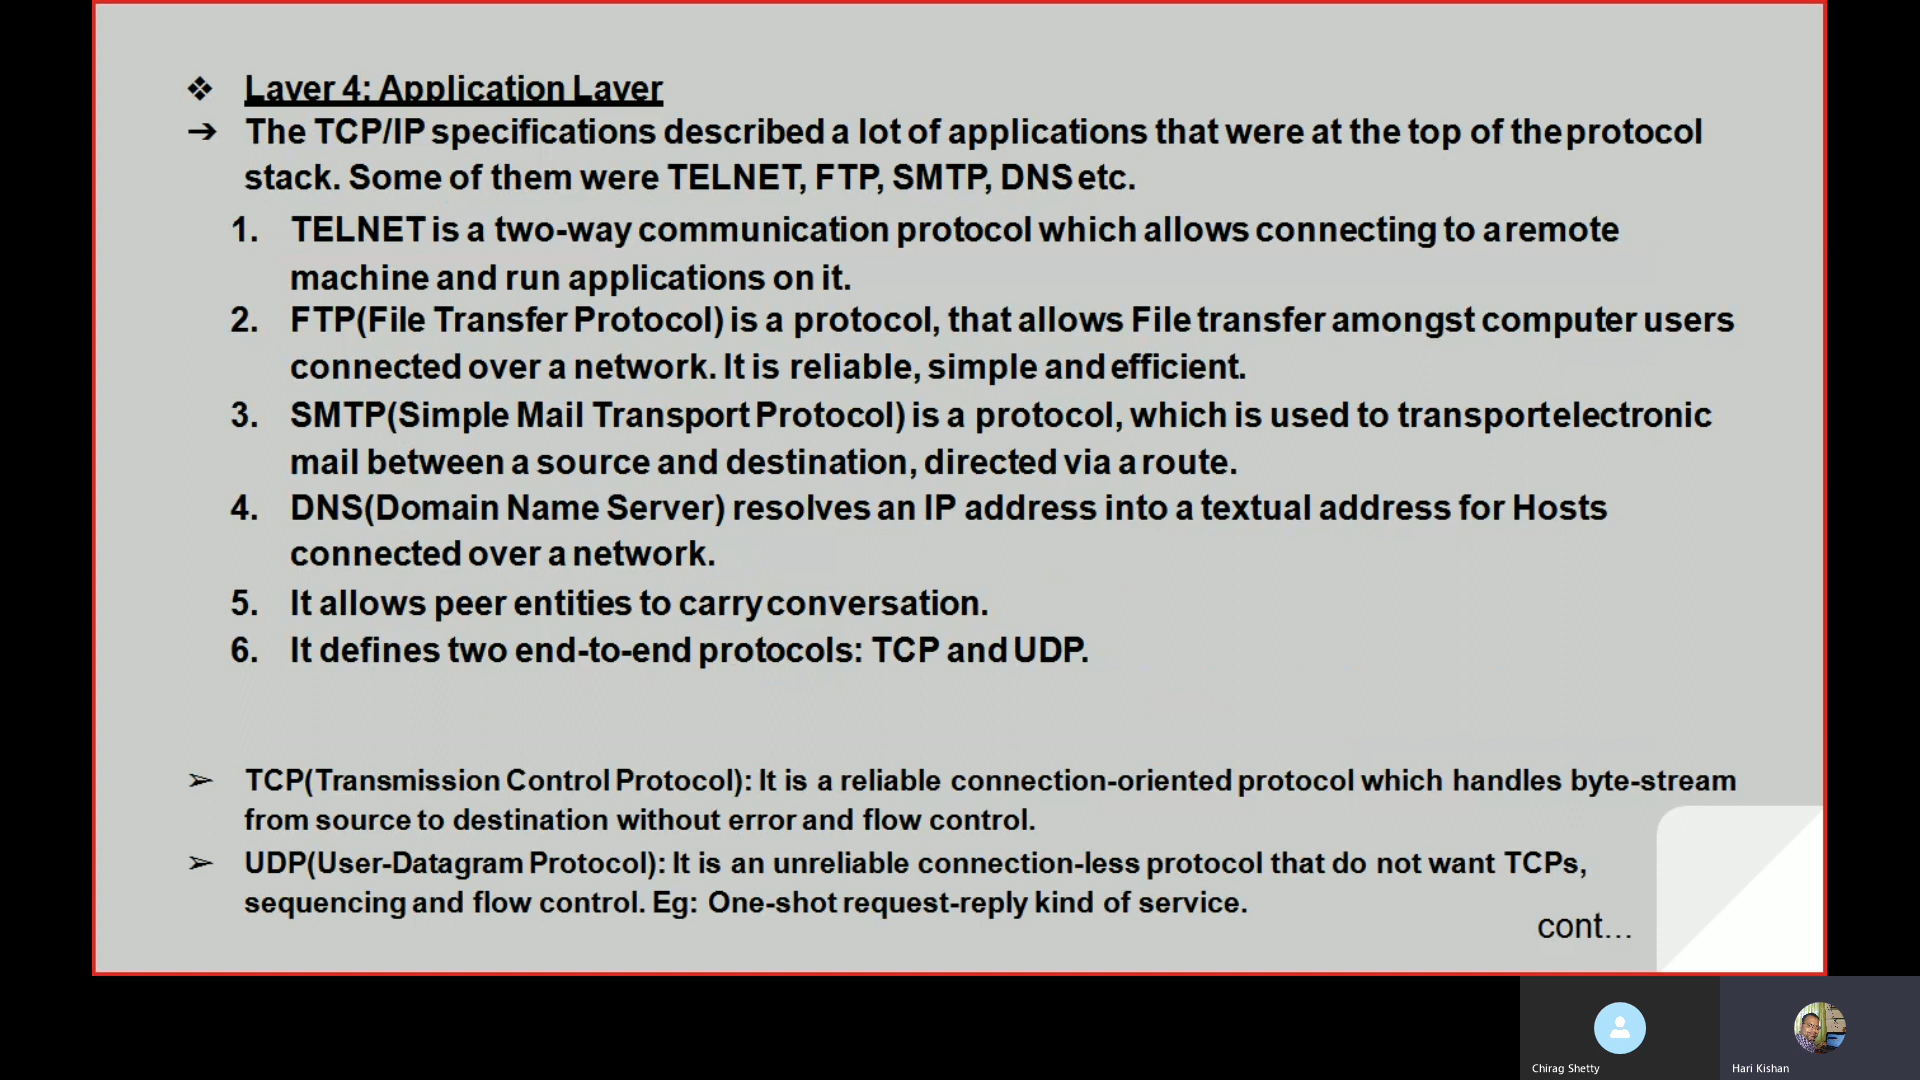 ❖ Layer 4: Application Layer
➔ The TCP/IP specifications described a lot of applications that were at the top of the protocol
stack. Some of them were TELNET, FTP, SMTP, DNS etc.
1. TELNET is a two-way communication protocol which allows connecting to a remote
machine and run applications on it.
2. FTP(File Transfer Protocol) is a protocol, that allows File transfer amongst computer users
connected over a network. It is reliable, simple and efficient.
3. SMTP(Simple Mail Transport Protocol) is a protocol, which is used to transport electronic
mail between a source and destination, directed via a route.
4. DNS(Domain Name Server) resolves an IP address into a textual address for Hosts
connected over a network.
5. It allows peer entities to carry conversation.
6. It defines two end-to-end protocols: TCP and UDP.
➢ TCP(Transmission Control Protocol): It is a reliable connection-oriented protocol which handles byte-stream
from source to destination without error and flow control.
➢ UDP(User-Datagram Protocol): It is an unreliable connection-less protocol that do not want TCPs,
sequencing and flow control. Eg: One-shot request-reply kind of service.
cont...
Chirag Shetty
Hari Kishan